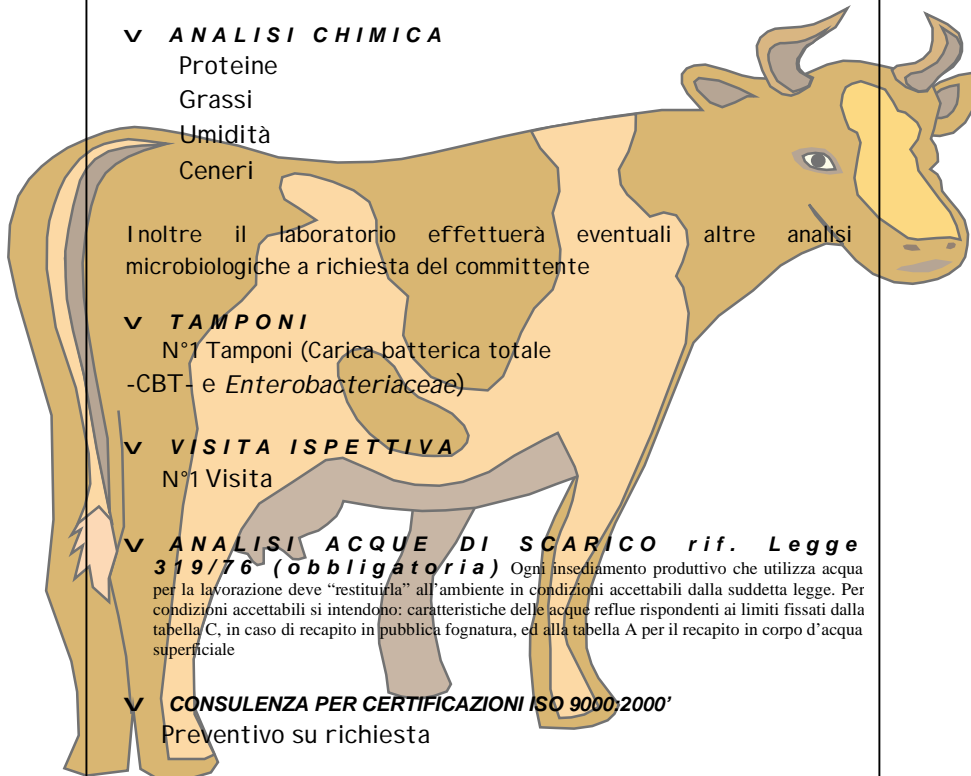 v ANALISI CHIMICA
Proteine
Grassi
Umidità
Ceneri
Inoltre il laboratorio effettuerà eventuali altre analisi
microbiologiche a richiesta del committente
v TAMPONI
N°1 Tamponi (Carica batterica totale
-CBT- e Enterobacteriaceae)
v VISITA ISPETTIVA
N°1 Visita
v ANALISI ACQUE DI SCARICO rif. Legge
319/76 (obbligatoria) Ogni insediamento produttivo che utilizza acqua
per la lavorazione deve “restituirla” all’ambiente in condizioni accettabili dalla suddetta legge. Per
condizioni accettabili si intendono: caratteristiche delle acque reflue rispondenti ai limiti fissati dalla
tabella C, in caso di recapito in pubblica fognatura, ed alla tabella A per il recapito in corpo d’acqua
superficiale
v CONSULENZA PER CERTIFICAZIONI ISO 9000:2000’
Preventivo su richiesta